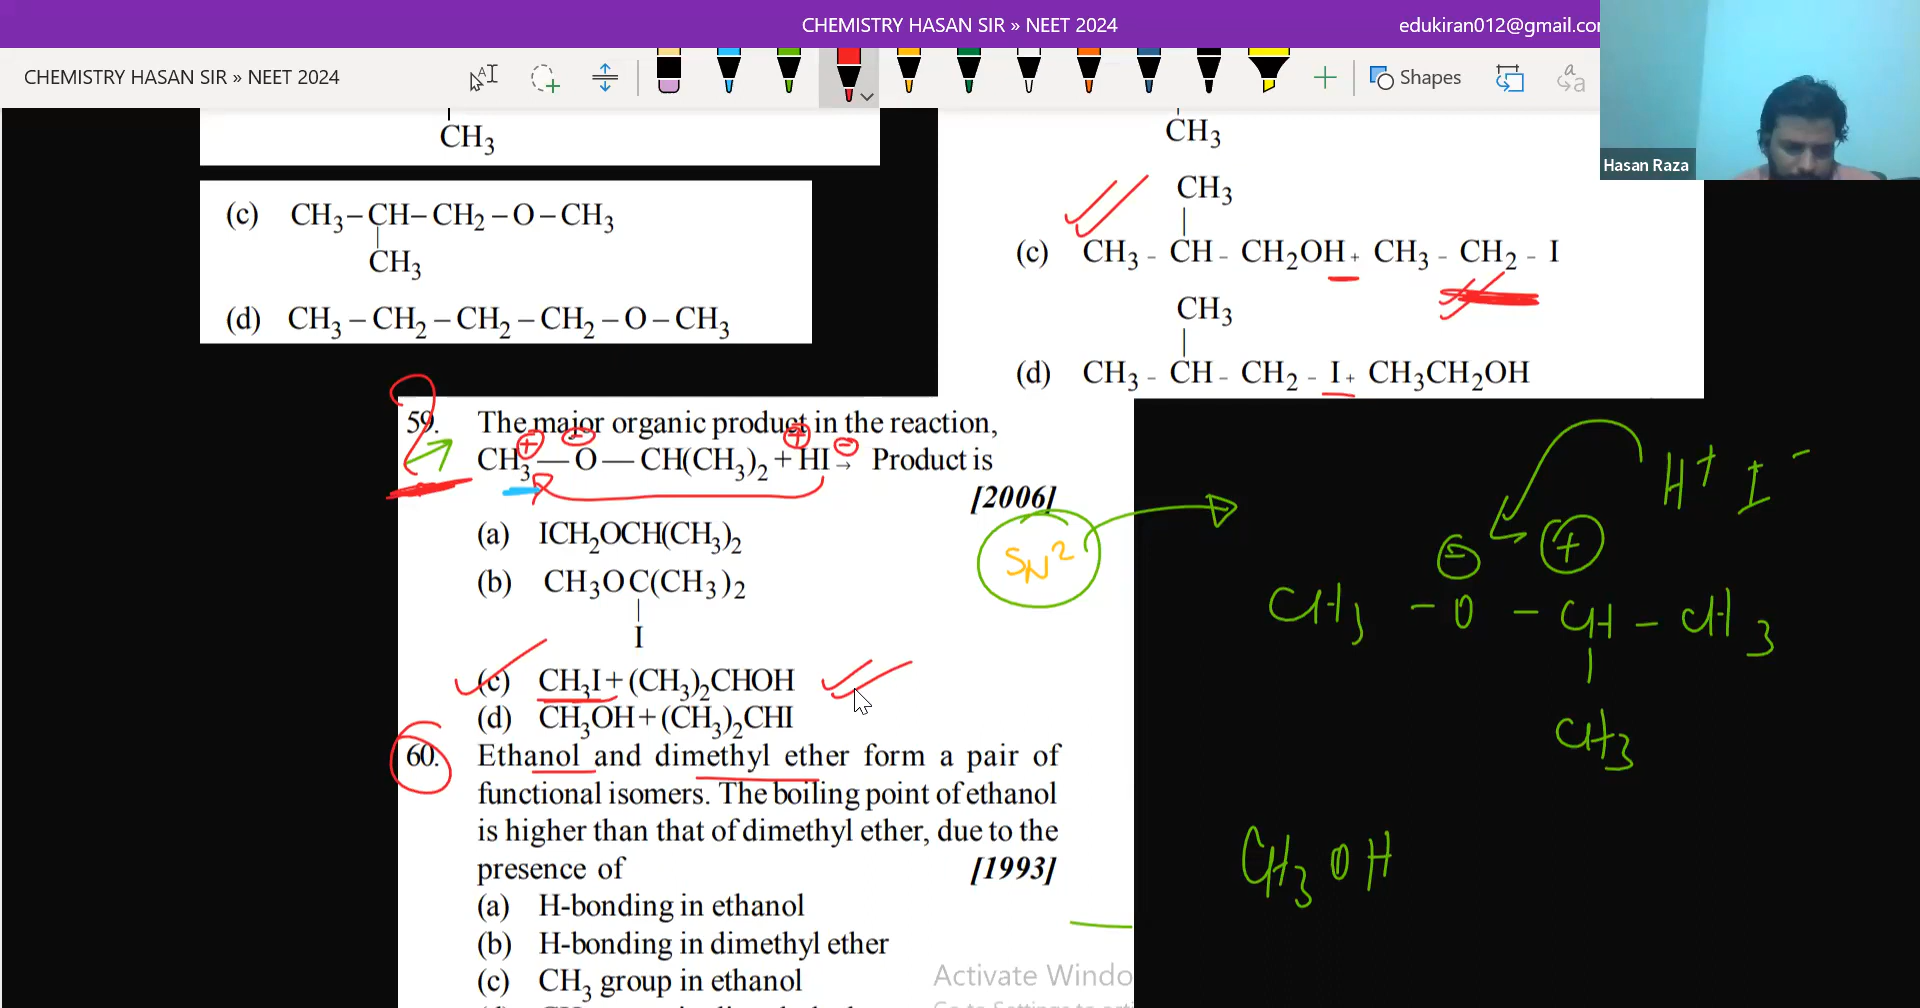 CHEMISTRY HASAN SIR » NEET 2024
edukiran012@gmail.co
CHEMISTRY HASAN SIR » NEET 2024
Shapes
Hasan Raza
CH3
(c) CH3–CH–CH2–O–CH3
CH3
(d) CH3–CH2–CH2–CH2–O–CH3
CH3
CH3
(c) CH3 - CH - CH2OH + CH3 - CH2 - I
CH3
(d) CH3 - CH - CH2 - I + CH3CH2OH
59. The major organic product in the reaction,
CH3—O—CH(CH3)2 + HI → Product is
[2006]
(a) ICH2OCH(CH3)2
(b) CH3OC(CH3)2
I
(c) CH3I + (CH3)2CHOH
(d) CH3OH + (CH3)2CHI
60. Ethanol and dimethyl ether form a pair of
functional isomers. The boiling point of ethanol
is higher than that of dimethyl ether, due to the
presence of [1993]
(a) H-bonding in ethanol
(b) H-bonding in dimethyl ether
(c) CH3 group in ethanol
SN2
H+ I-
CH3 - O - CH - CH3
CH3
CH3OH
Activate Windo